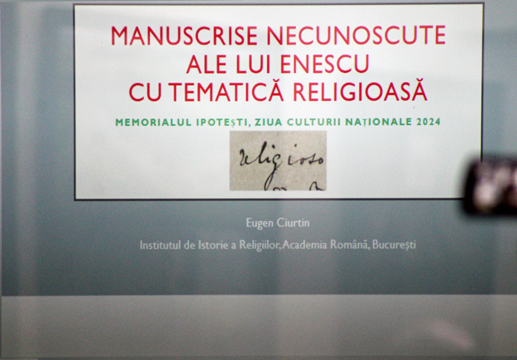 MANUSCRISE NECUNOSCUTE
ALE LUI ENESCU
CU TEMATICĂ RELIGIOASĂ
MEMORIALUL IPOTEȘTI, ZIUA CULTURII NAȚIONALE 2024
religioso
Eugen Ciurtin
Institutul de Istorie a Religiilor, Academia Română, București